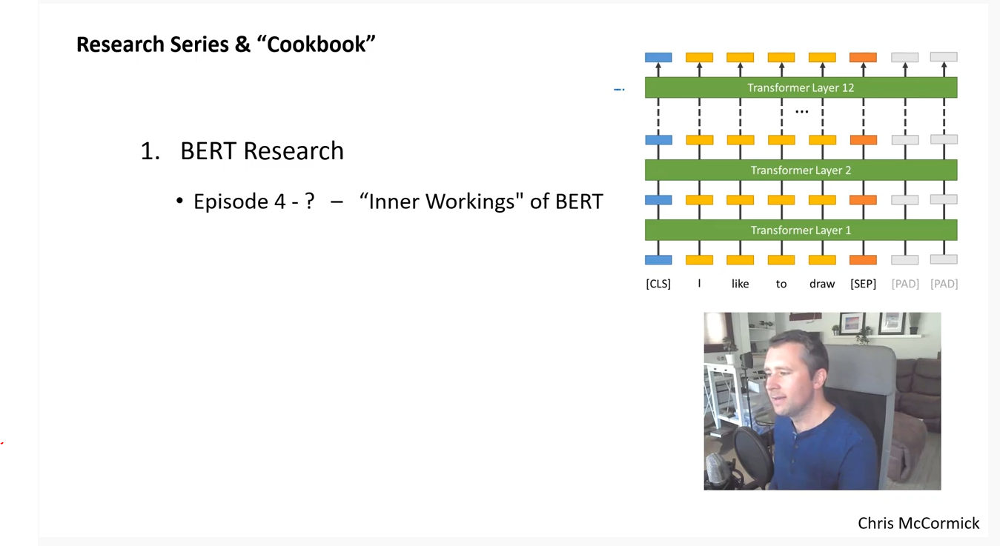 Research Series & “Cookbook”
1. BERT Research
• Episode 4 - ? – “Inner Workings" of BERT
Transformer Layer 12
...
Transformer Layer 2
Transformer Layer 1
[CLS] I like to draw [SEP] [PAD] [PAD]
Chris McCormick